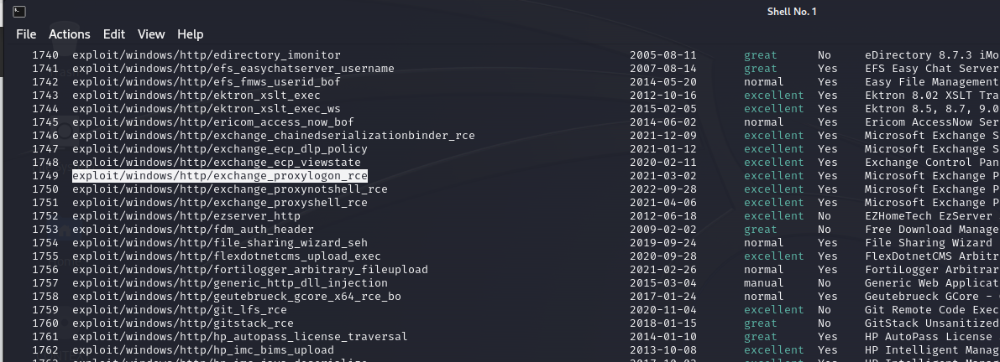 Shell No. 1
File Actions Edit View Help
1740 exploit/windows/http/edirectory_imonitor 2005-08-11 great No eDirectory 8.7.3 iMo
1741 exploit/windows/http/efs_easychatserver_username 2007-08-14 great Yes EFS Easy Chat Server
1742 exploit/windows/http/efs_fmws_userid_bof 2014-05-20 normal Yes Easy File Management
1743 exploit/windows/http/ektron_xslt_exec 2012-10-16 excellent Yes Ektron 8.02 XSLT Tra
1744 exploit/windows/http/ektron_xslt_exec_ws 2015-02-05 excellent Yes Ektron 8.5, 8.7, 9.0
1745 exploit/windows/http/ericom_access_now_bof 2014-06-02 normal Yes Ericom AccessNow Ser
1746 exploit/windows/http/exchange_chainedserializationbinder_rce 2021-12-09 excellent Yes Microsoft Exchange S
1747 exploit/windows/http/exchange_ecp_dlp_policy 2021-01-12 excellent Yes Microsoft Exchange S
1748 exploit/windows/http/exchange_ecp_viewstate 2020-02-11 excellent Yes Exchange Control Pan
1749 exploit/windows/http/exchange_proxylogon_rce 2021-03-02 excellent Yes Microsoft Exchange P
1750 exploit/windows/http/exchange_proxynotshell_rce 2022-09-28 excellent Yes Microsoft Exchange P
1751 exploit/windows/http/exchange_proxyshell_rce 2021-04-06 excellent Yes Microsoft Exchange P
1752 exploit/windows/http/ezserver_http 2012-06-18 excellent No EZHomeTech EzServer
1753 exploit/windows/http/fdm_auth_header 2009-02-02 great No Free Download Manage
1754 exploit/windows/http/file_sharing_wizard_seh 2019-09-24 normal Yes File Sharing Wizard
1755 exploit/windows/http/flexdotnetcms_upload_exec 2020-09-28 excellent Yes FlexDotnetCMS Arbitr
1756 exploit/windows/http/fortilogger_arbitrary_fileupload 2021-02-26 normal Yes FortiLogger Arbitrar
1757 exploit/windows/http/generic_http_dll_injection 2015-03-04 manual No Generic Web Applicat
1758 exploit/windows/http/geutebrueck_gcore_x64_rce_bo 2017-01-24 normal Yes Geutebrueck GCore -
1759 exploit/windows/http/git_lfs_rce 2020-11-04 excellent No Git Remote Code Exec
1760 exploit/windows/http/gitstack_rce 2018-01-15 great No GitStack Unsanitized
1761 exploit/windows/http/hp_autopass_license_traversal 2014-01-10 great Yes HP AutoPass License
1762 exploit/windows/http/hp_imc_bims_upload 2013-10-08 excellent Yes HP Intelligent Manag